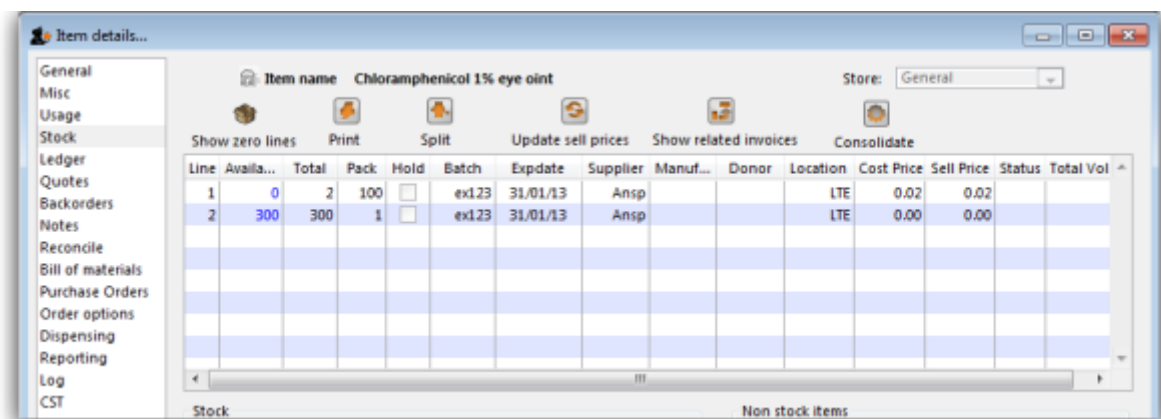 Item details...
General
Misc
Usage
Stock
Ledger
Quotes
Backorders
Notes
Reconcile
Bill of materials
Purchase Orders
Order options
Dispensing
Reporting
Log
CST
Item name Chloramphenicol 1% eye oint
Store: General
Show zero lines Print Split Update sell prices Show related invoices Consolidate
Line Availa... Total Pack Hold Batch Expdate Supplier Manuf... Donor Location Cost Price Sell Price Status Total Vol
1 0 2 100 ex123 31/01/13 Ansp LTE 0.02 0.02
2 300 300 1 ex123 31/01/13 Ansp LTE 0.00 0.00
Stock Non stock items